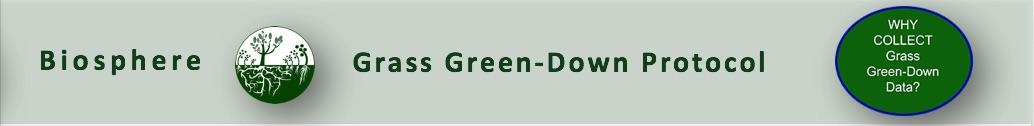 Biosphere
Grass Green-Down Protocol
WHY
COLLECT
Grass
Green-Down
Data?